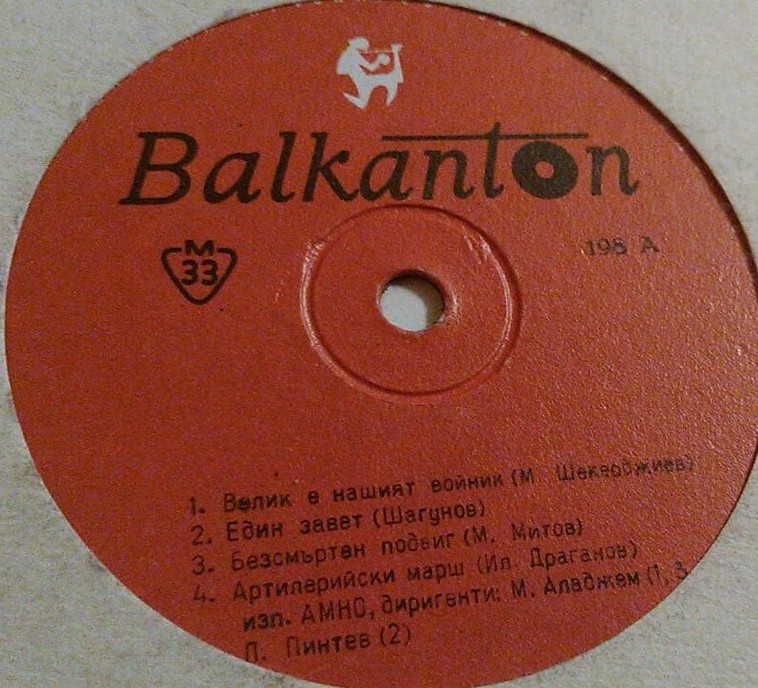 Balkanton
M
33
198 A
1. Велик е нашият войник (М. Шекерджиев)
2. Един завет (Шагунов)
3. Безсмъртен подвиг (М. Митов)
4. Артилерийски марш (Ил. Драганов)
изп. АМНО, диригенти: М. Аладжем (1, 3,
П. Пинтев (2)